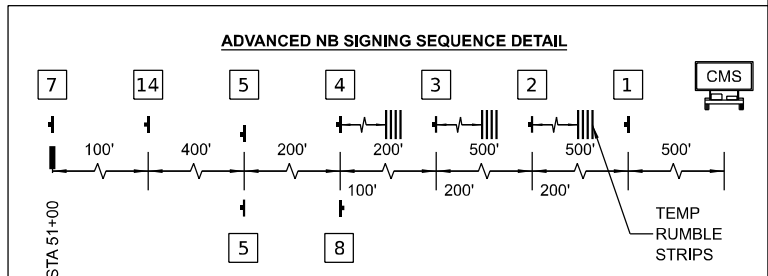 ADVANCED NB SIGNING SEQUENCE DETAIL
CMS
7 14 5 4 3 2 1
100' 400' 200' 200' 500' 500' 500'
100' 200' 200'
STA 51+00
5 8
TEMP
RUMBLE
STRIPS